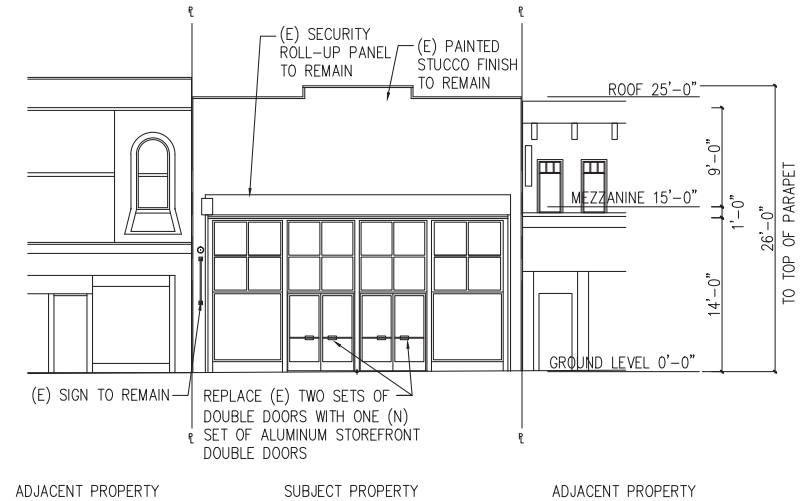 ℄
℄
(E) SECURITY
ROLL-UP PANEL
TO REMAIN
(E) PAINTED
STUCCO FINISH
TO REMAIN
ROOF 25'-0"
9'-0"
MEZZANINE 15'-0"
1'-0"
26'-0"
TO TOP OF PARAPET
14'-0"
GROUND LEVEL 0'-0"
(E) SIGN TO REMAIN
REPLACE (E) TWO SETS OF
DOUBLE DOORS WITH ONE (N)
SET OF ALUMINUM STOREFRONT
DOUBLE DOORS
℄
℄
ADJACENT PROPERTY
SUBJECT PROPERTY
ADJACENT PROPERTY